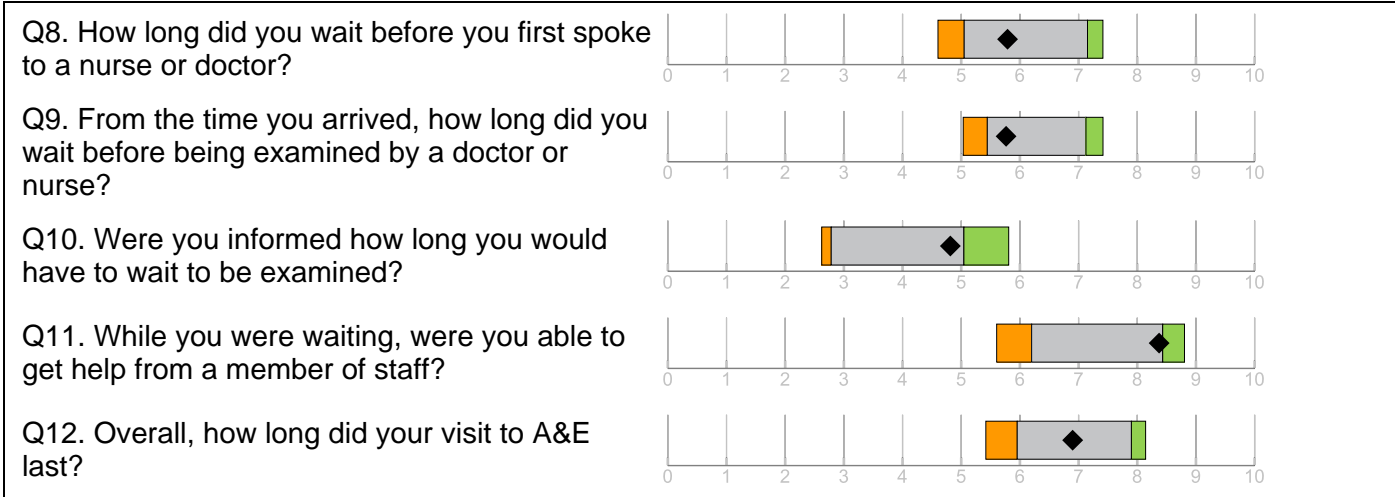 Q8. How long did you wait before you first spoke
to a nurse or doctor?
0 1 2 3 4 5 6 7 8 9 10
Q9. From the time you arrived, how long did you
wait before being examined by a doctor or
nurse?
0 1 2 3 4 5 6 7 8 9 10
Q10. Were you informed how long you would
have to wait to be examined?
0 1 2 3 4 5 6 7 8 9 10
Q11. While you were waiting, were you able to
get help from a member of staff?
0 1 2 3 4 5 6 7 8 9 10
Q12. Overall, how long did your visit to A&E
last?
0 1 2 3 4 5 6 7 8 9 10